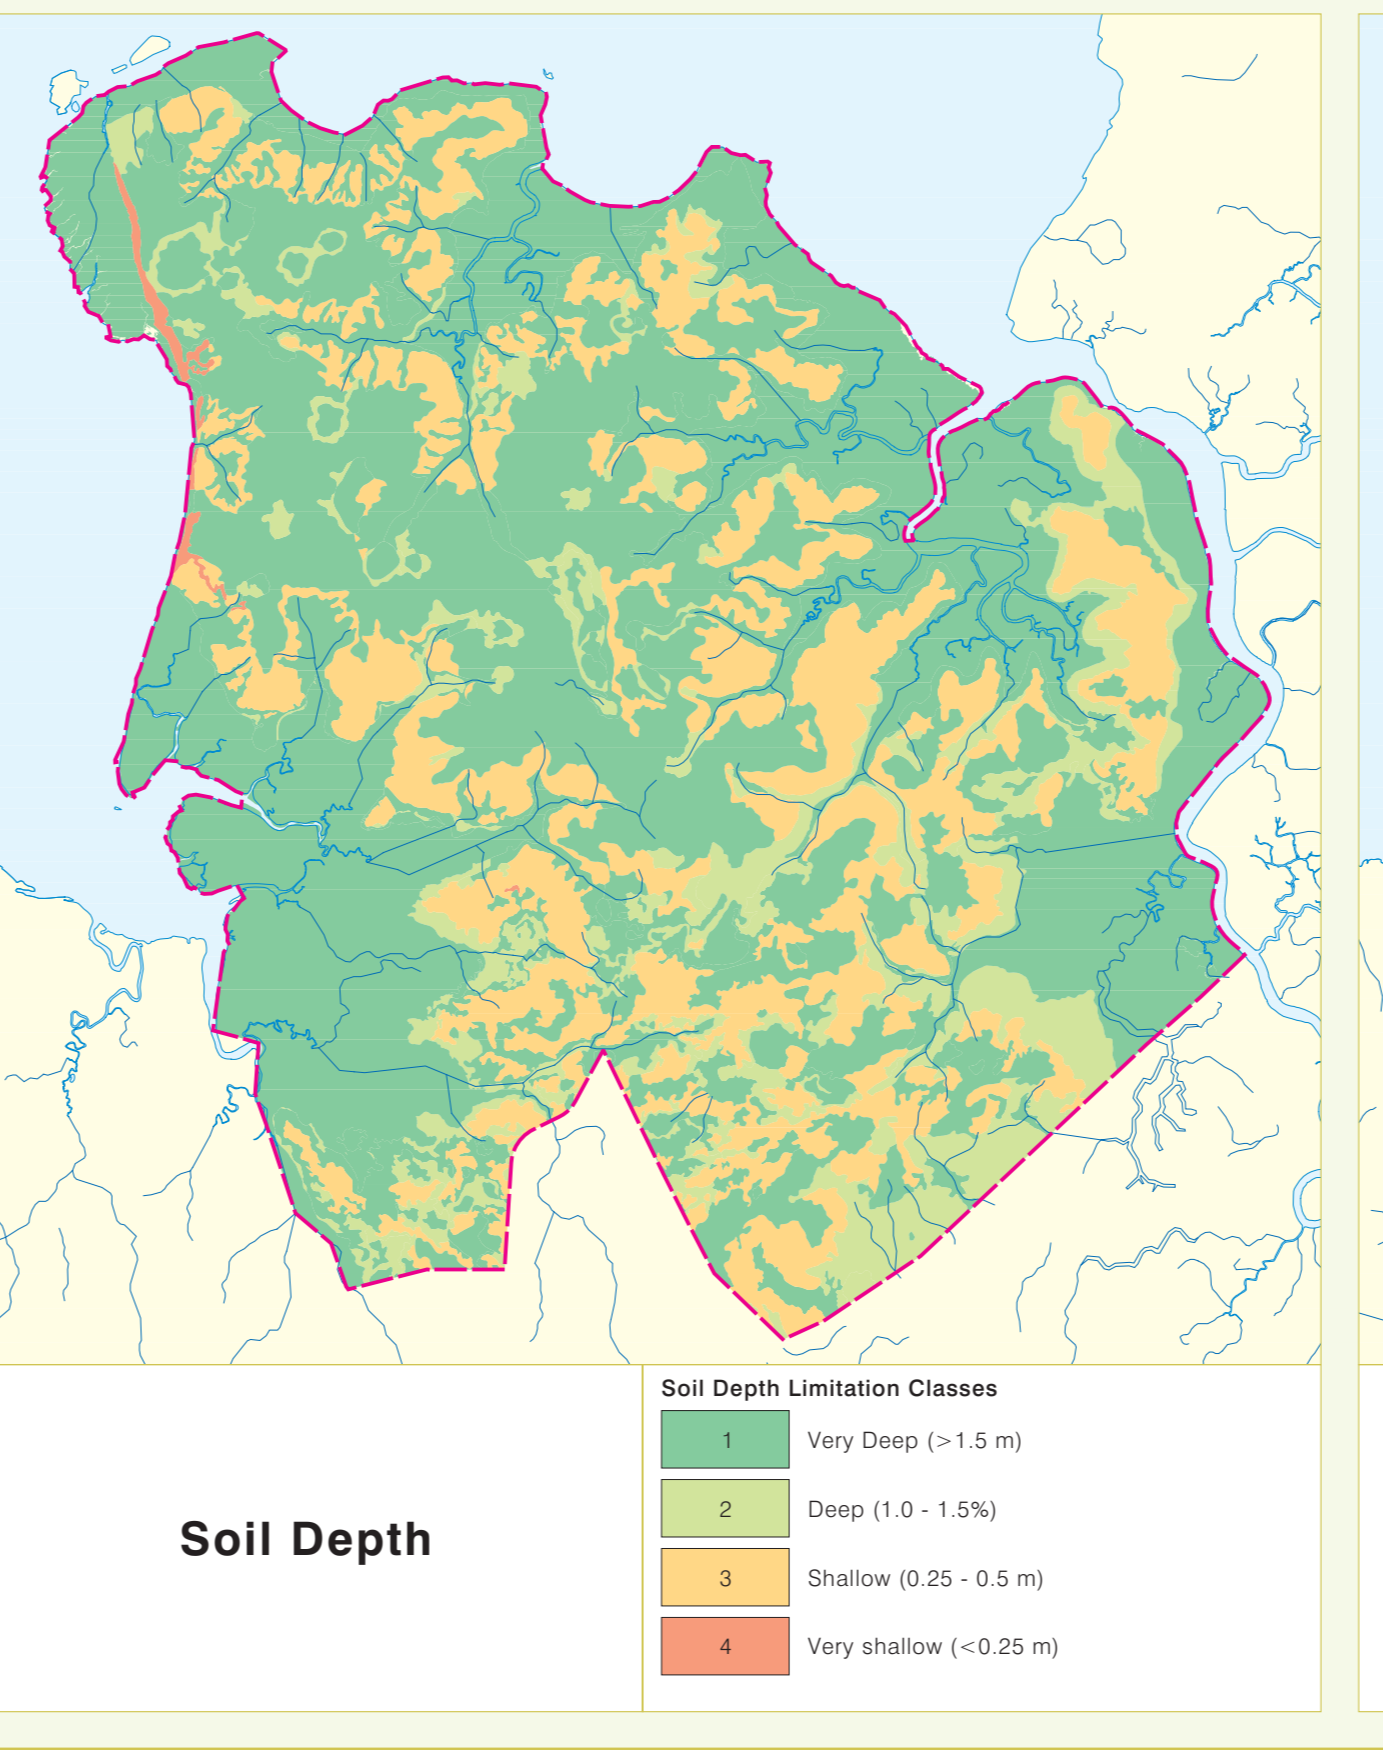 Soil Depth
Soil Depth Limitation Classes
1 Very Deep (>1.5 m)
2 Deep (1.0 - 1.5%)
3 Shallow (0.25 - 0.5 m)
4 Very shallow (<0.25 m)